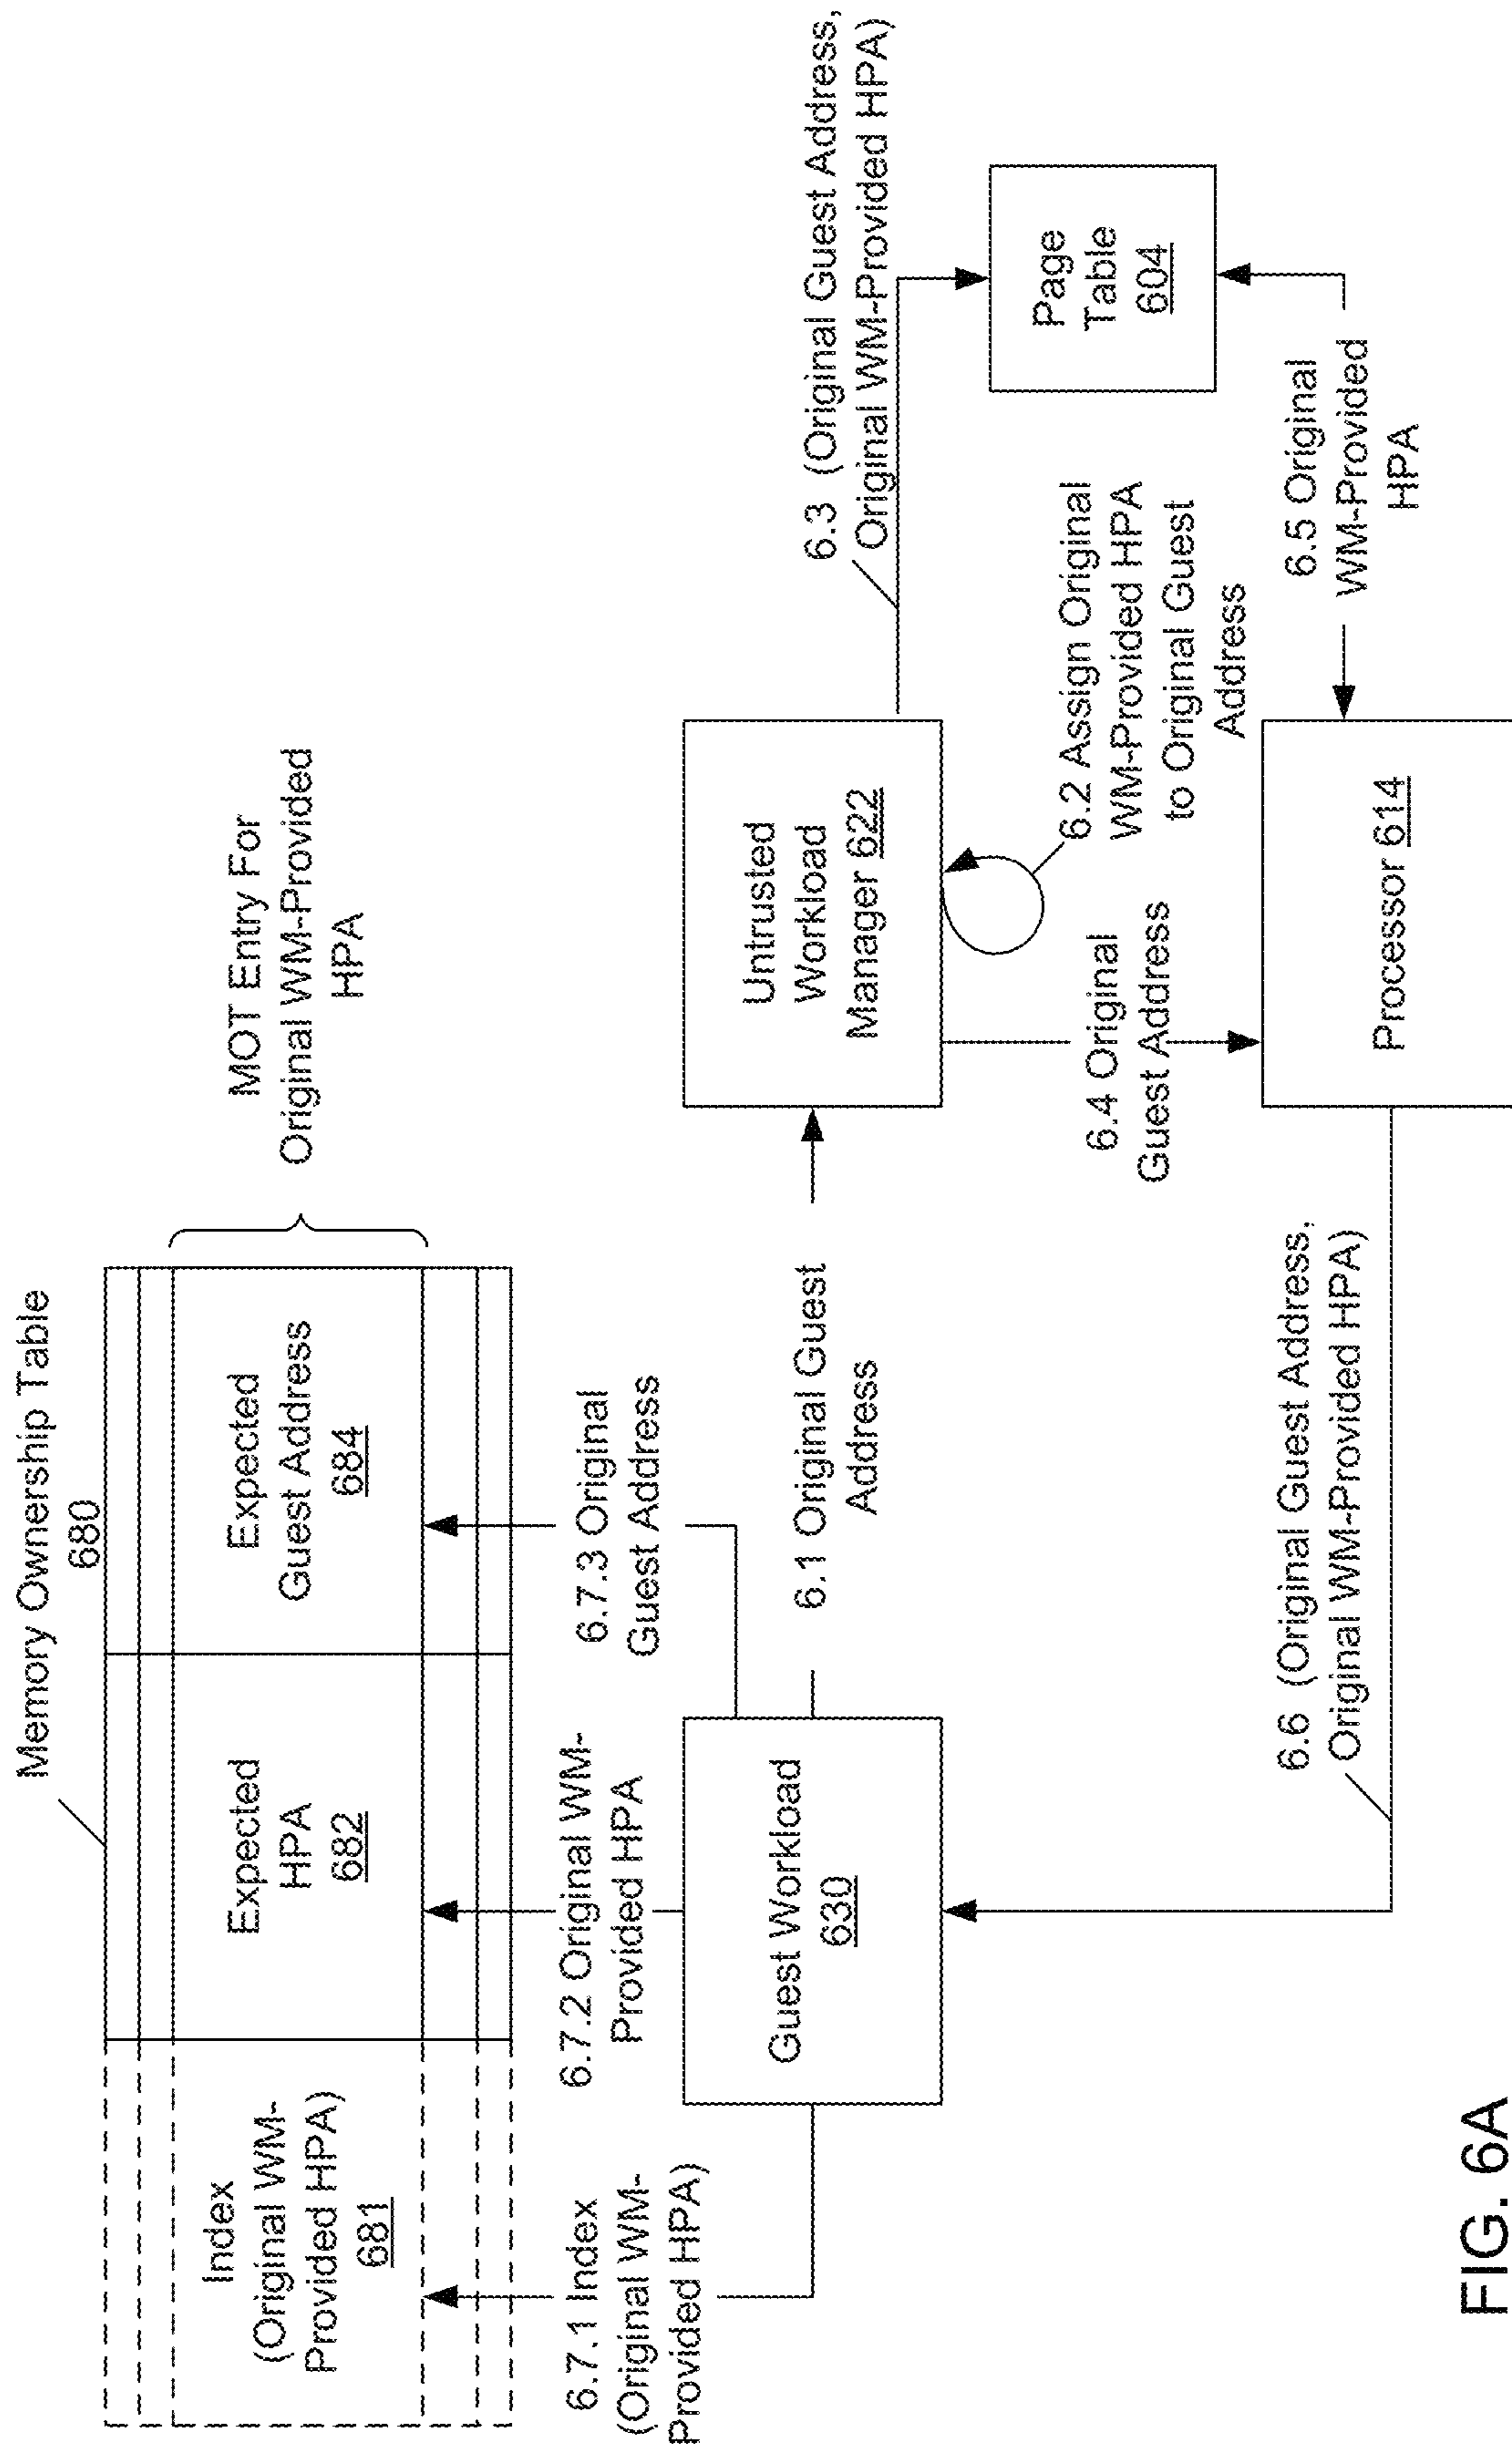 Memory Ownership Table
680
Index
(Original WM-
Provided HPA)
681
Expected
HPA
682
Expected
Guest Address
684
MOT Entry For
Original WM-Provided
HPA
6.7.1 Index
(Original WM-
Provided HPA)
6.7.2 Original WM-
Provided HPA
6.7.3 Original
Guest Address
Guest Workload
630
6.1 Original Guest
Address
Untrusted
Workload
Manager 622
6.3 (Original Guest Address,
Original WM-Provided HPA)
6.2 Assign Original
WM-Provided HPA
to Original Guest
Address
6.4 Original
Guest Address
Page
Table
604
6.5 Original
WM-Provided
HPA
6.6 (Original Guest Address,
Original WM-Provided HPA)
Processor 614
FIG. 6A